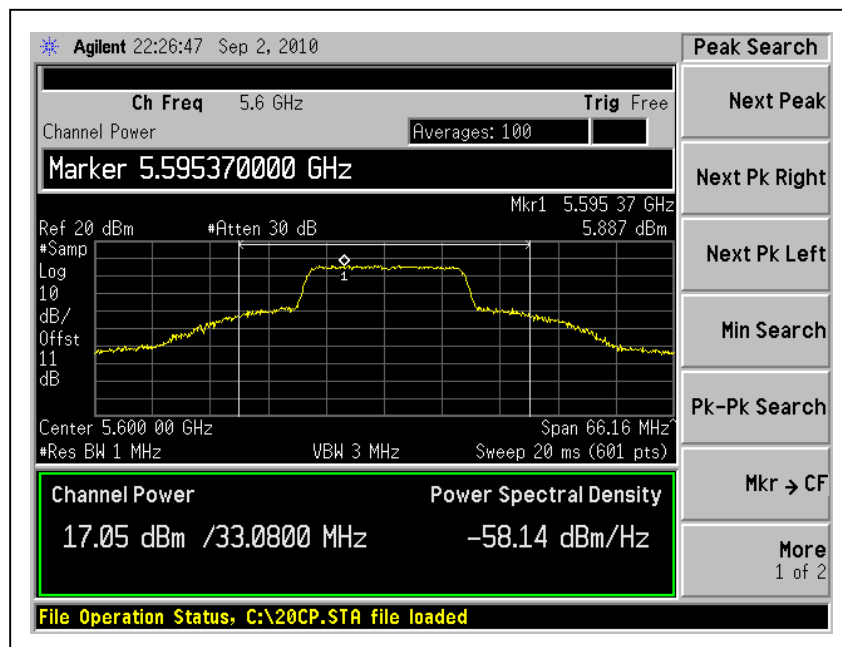 Agilent 22:26:47 Sep 2, 2010
Peak Search
Ch Freq 5.6 GHz Trig Free
Channel Power Averages: 100
Marker 5.595370000 GHz
Mkr1 5.595 37 GHz
Ref 20 dBm #Atten 30 dB 5.887 dBm
#Samp
Log
10
dB/
Offst
11
dB
1
Center 5.600 00 GHz Span 66.16 MHz^
#Res BW 1 MHz VBW 3 MHz Sweep 20 ms (601 pts)
Channel Power Power Spectral Density
17.05 dBm /33.0800 MHz -58.14 dBm/Hz
File Operation Status, C:\20CP.STA file loaded
Next Peak
Next Pk Right
Next Pk Left
Min Search
Pk-Pk Search
Mkr → CF
More
1 of 2